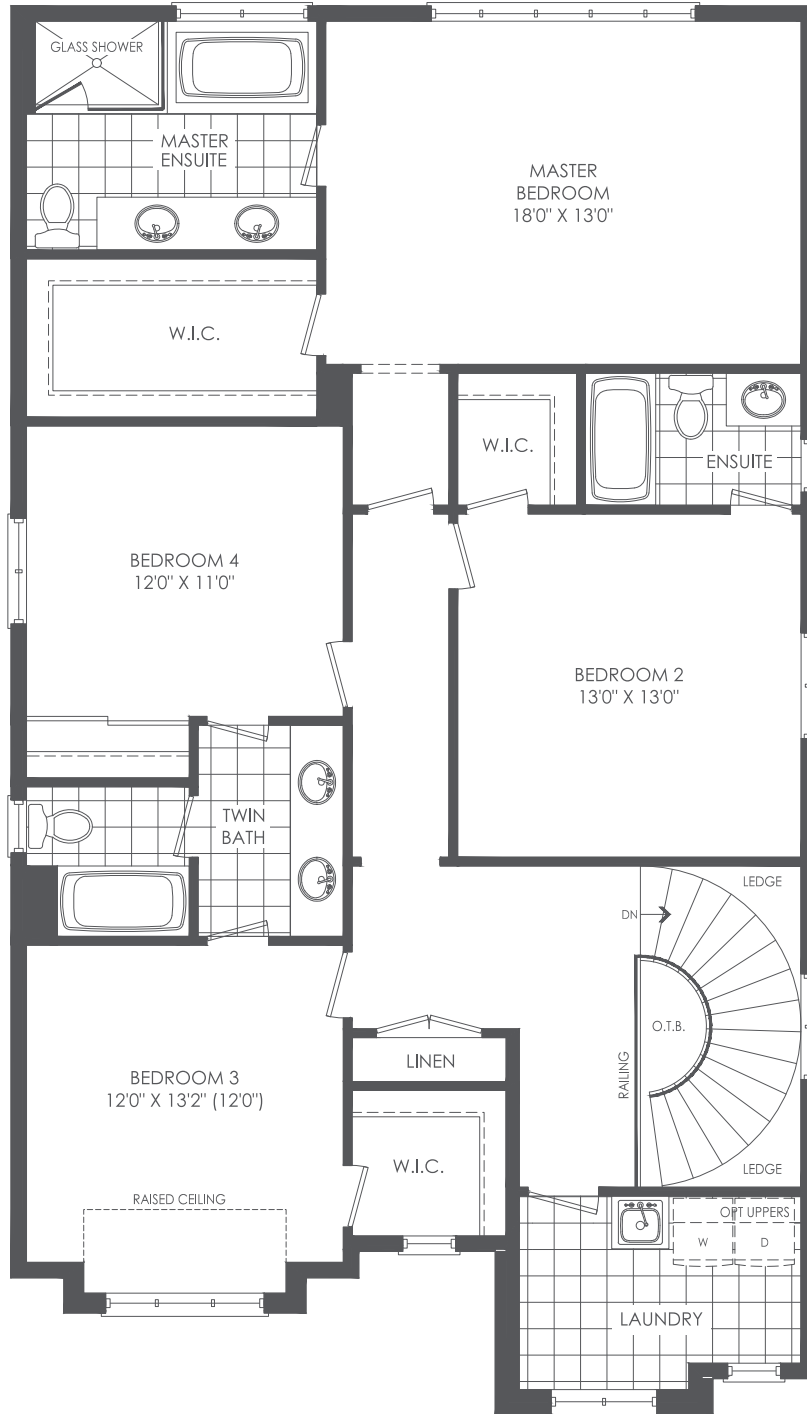 GLASS SHOWER
MASTER
ENSUITE
MASTER
BEDROOM
18'0" X 13'0"
W.I.C.
W.I.C.
ENSUITE
BEDROOM 4
12'0" X 11'0"
BEDROOM 2
13'0" X 13'0"
TWIN
BATH
LEDGE
DN
O.T.B.
RAILING
LINEN
BEDROOM 3
12'0" X 13'2" (12'0")
W.I.C.
LEDGE
RAISED CEILING
OPT UPPERS
W
D
LAUNDRY